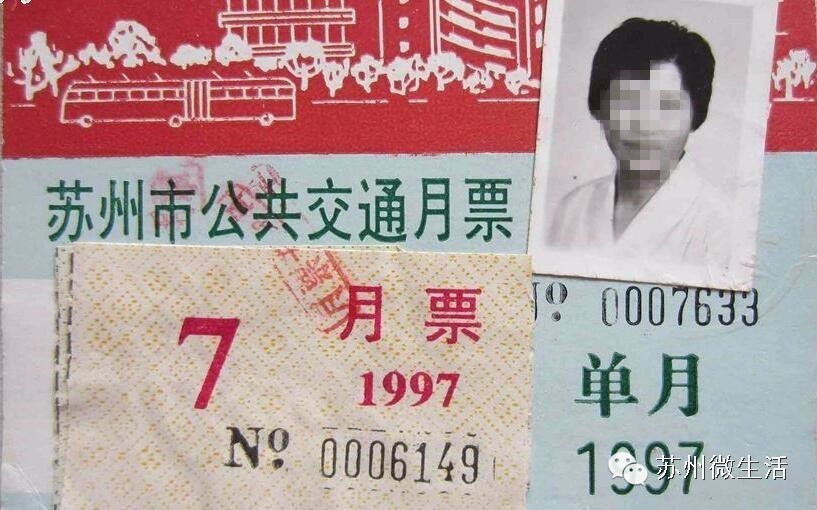 苏州市公共交通月票
№ 0007633
7
月票
1997
№ 0006149
单月
1997
苏州微生活